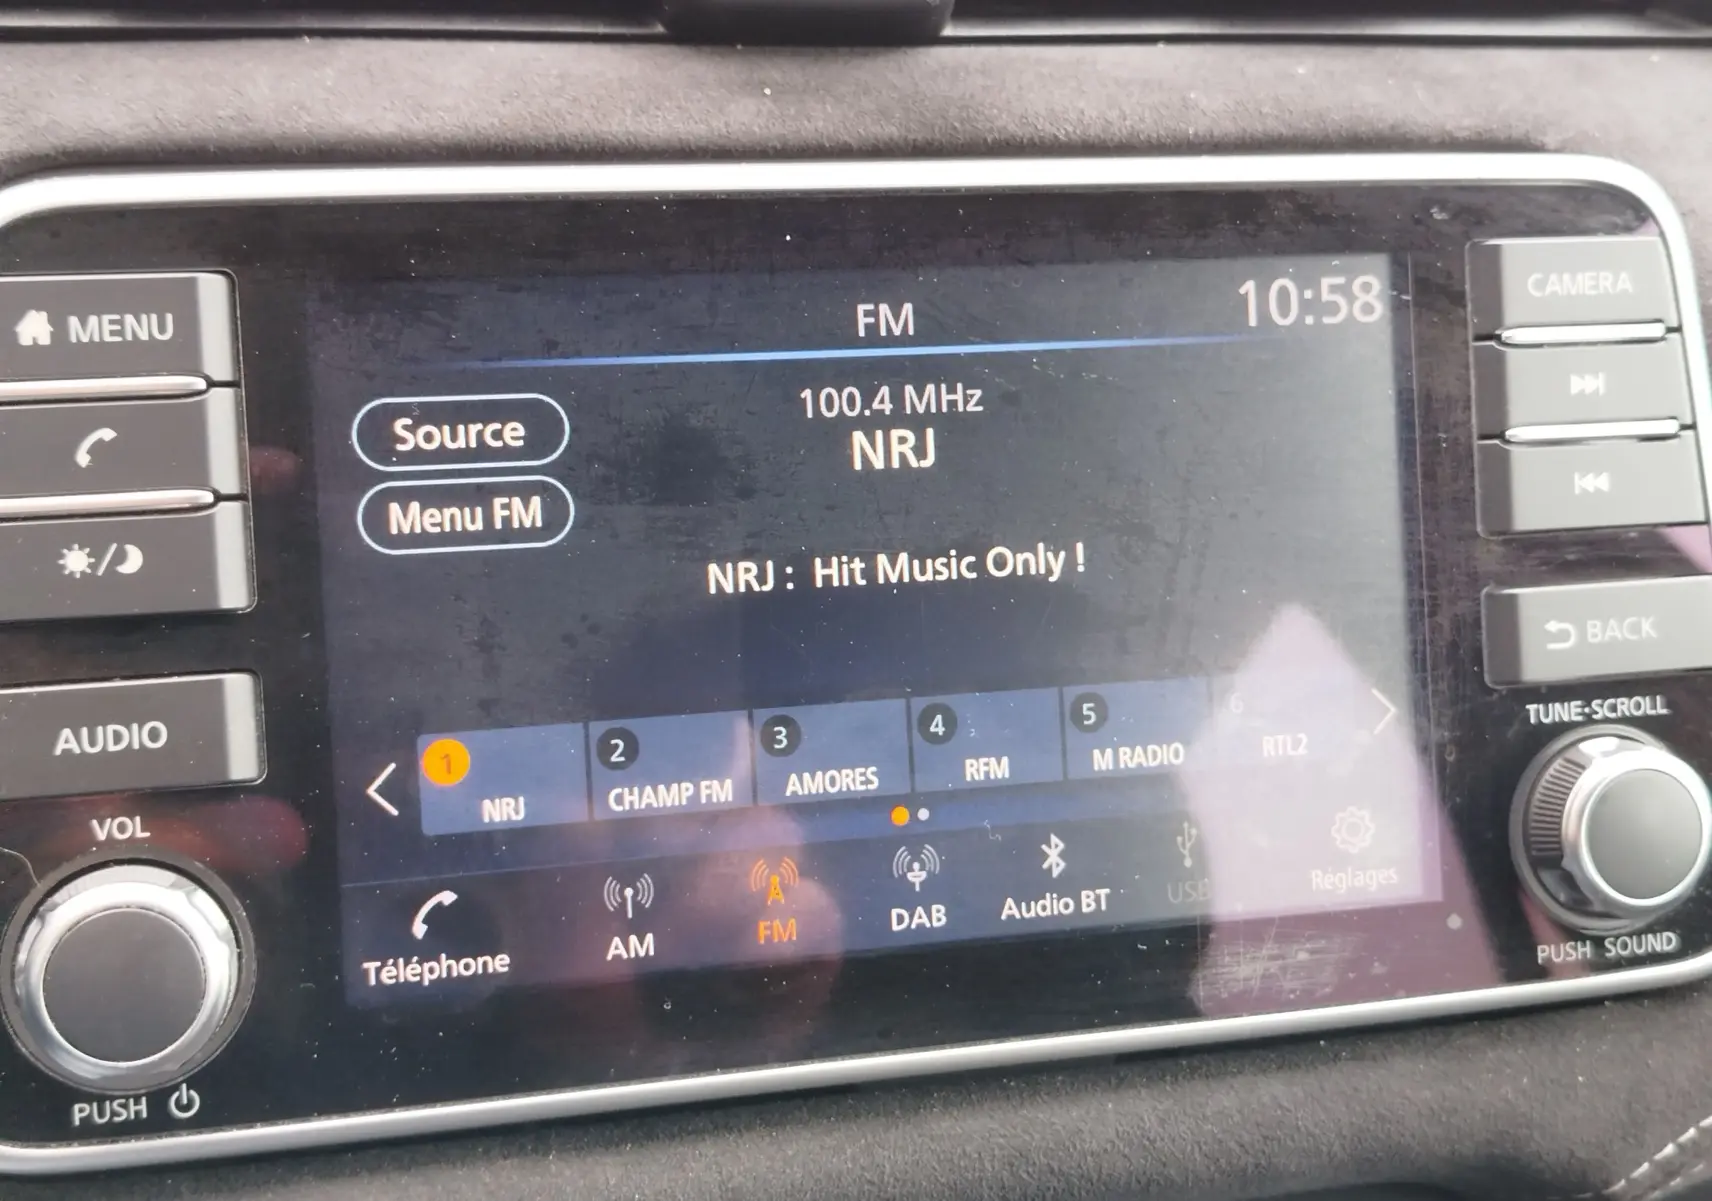 MENU
AUDIO
VOL
PUSH
FM
10:58
100.4 MHz
NRJ
Source
Menu FM
NRJ : Hit Music Only !
1 NRJ
2 CHAMP FM
3 AMORES
4 RFM
5 M RADIO
6 RTL2
Téléphone
AM
FM
DAB
Audio BT
USB
Réglages
CAMERA
BACK
TUNE·SCROLL
PUSH SOUND